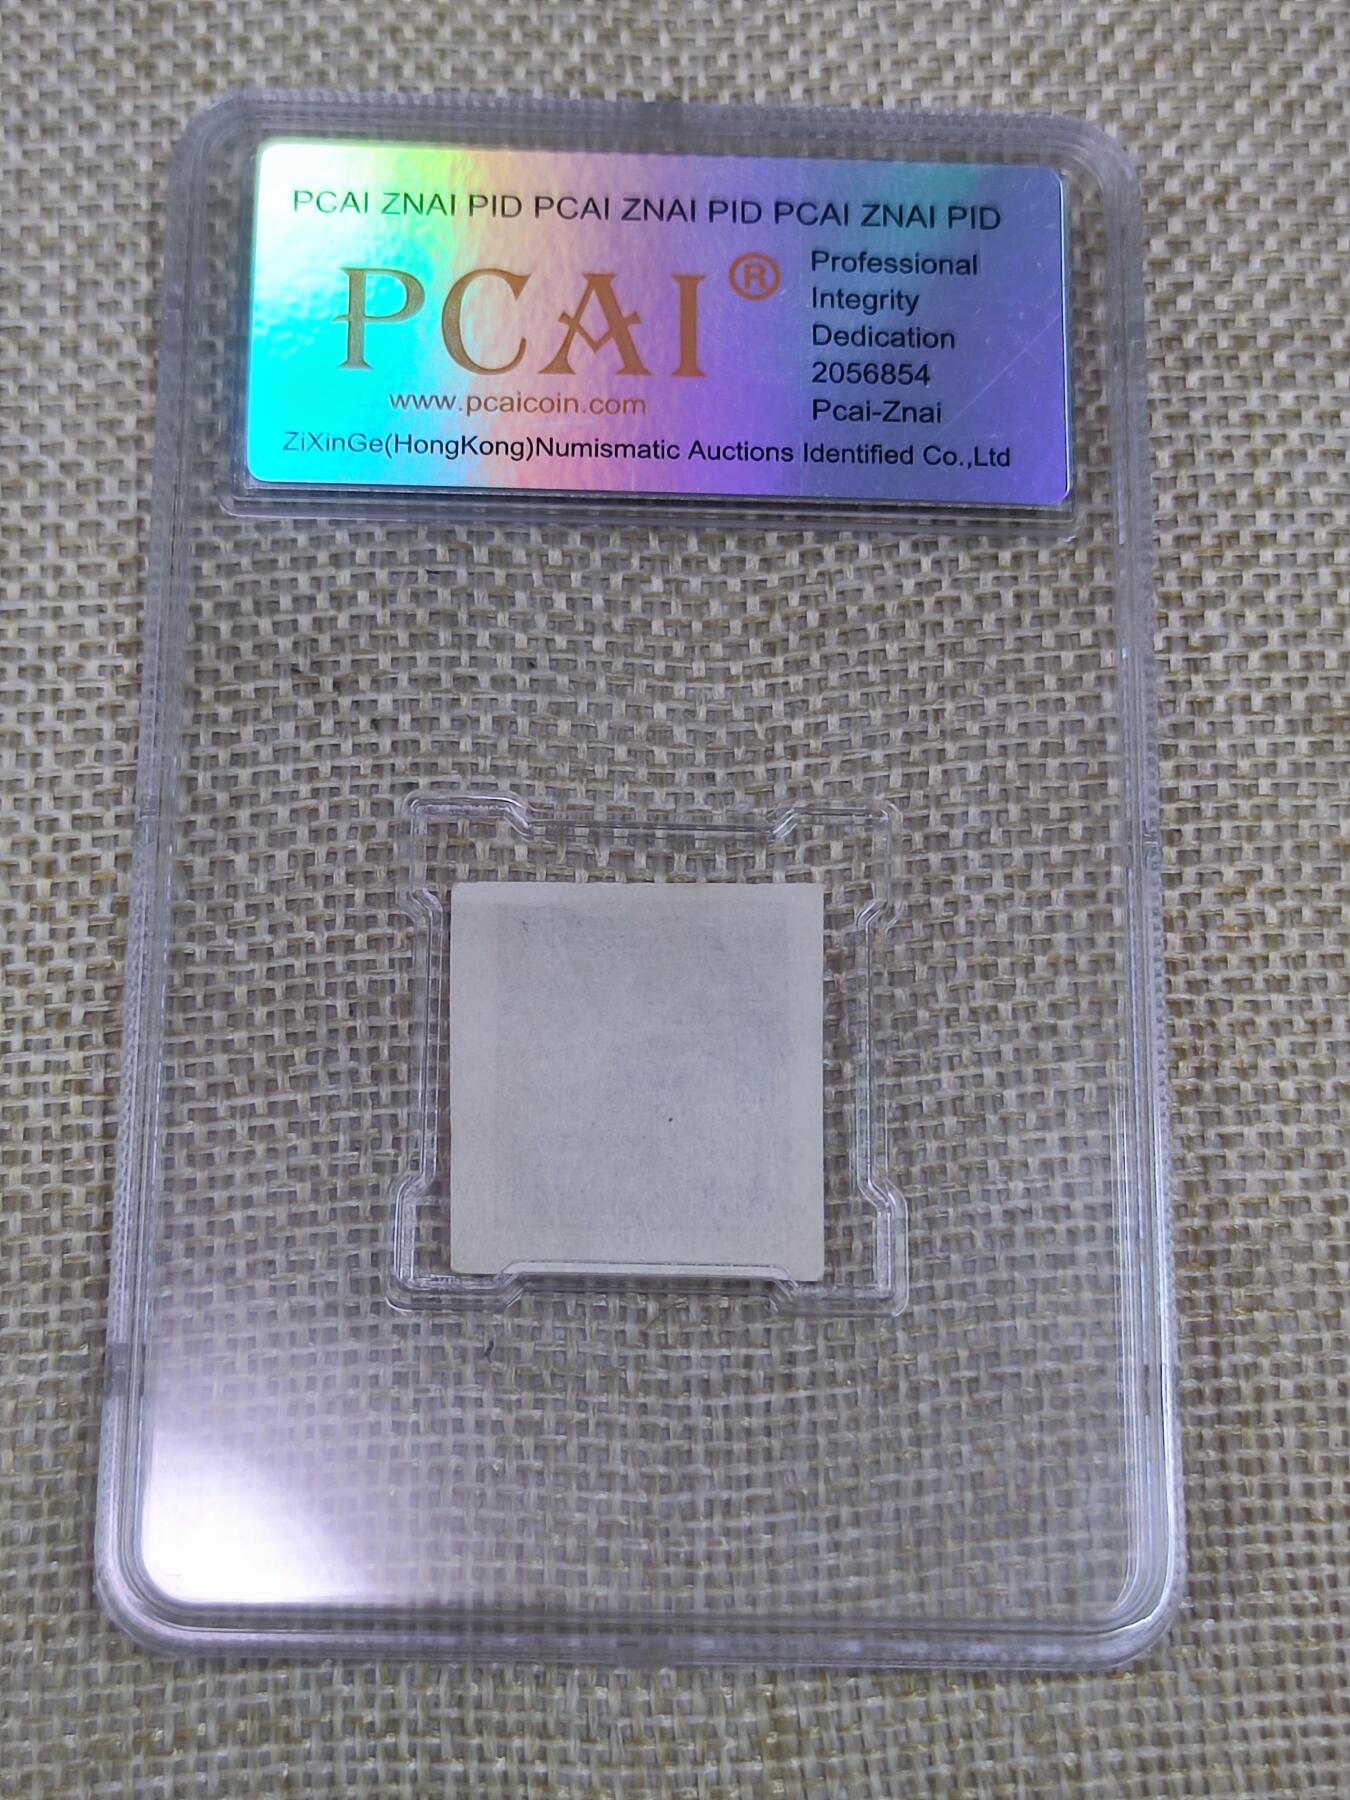 PCAI ZNAI PID PCAI ZNAI PID PCAI ZNAI PID
PCAI®
www.pcaicoin.com
Professional
Integrity
Dedication
2056854
Pcai-Znai
ZiXinGe(HongKong)Numismatic Auctions Identified Co.,Ltd